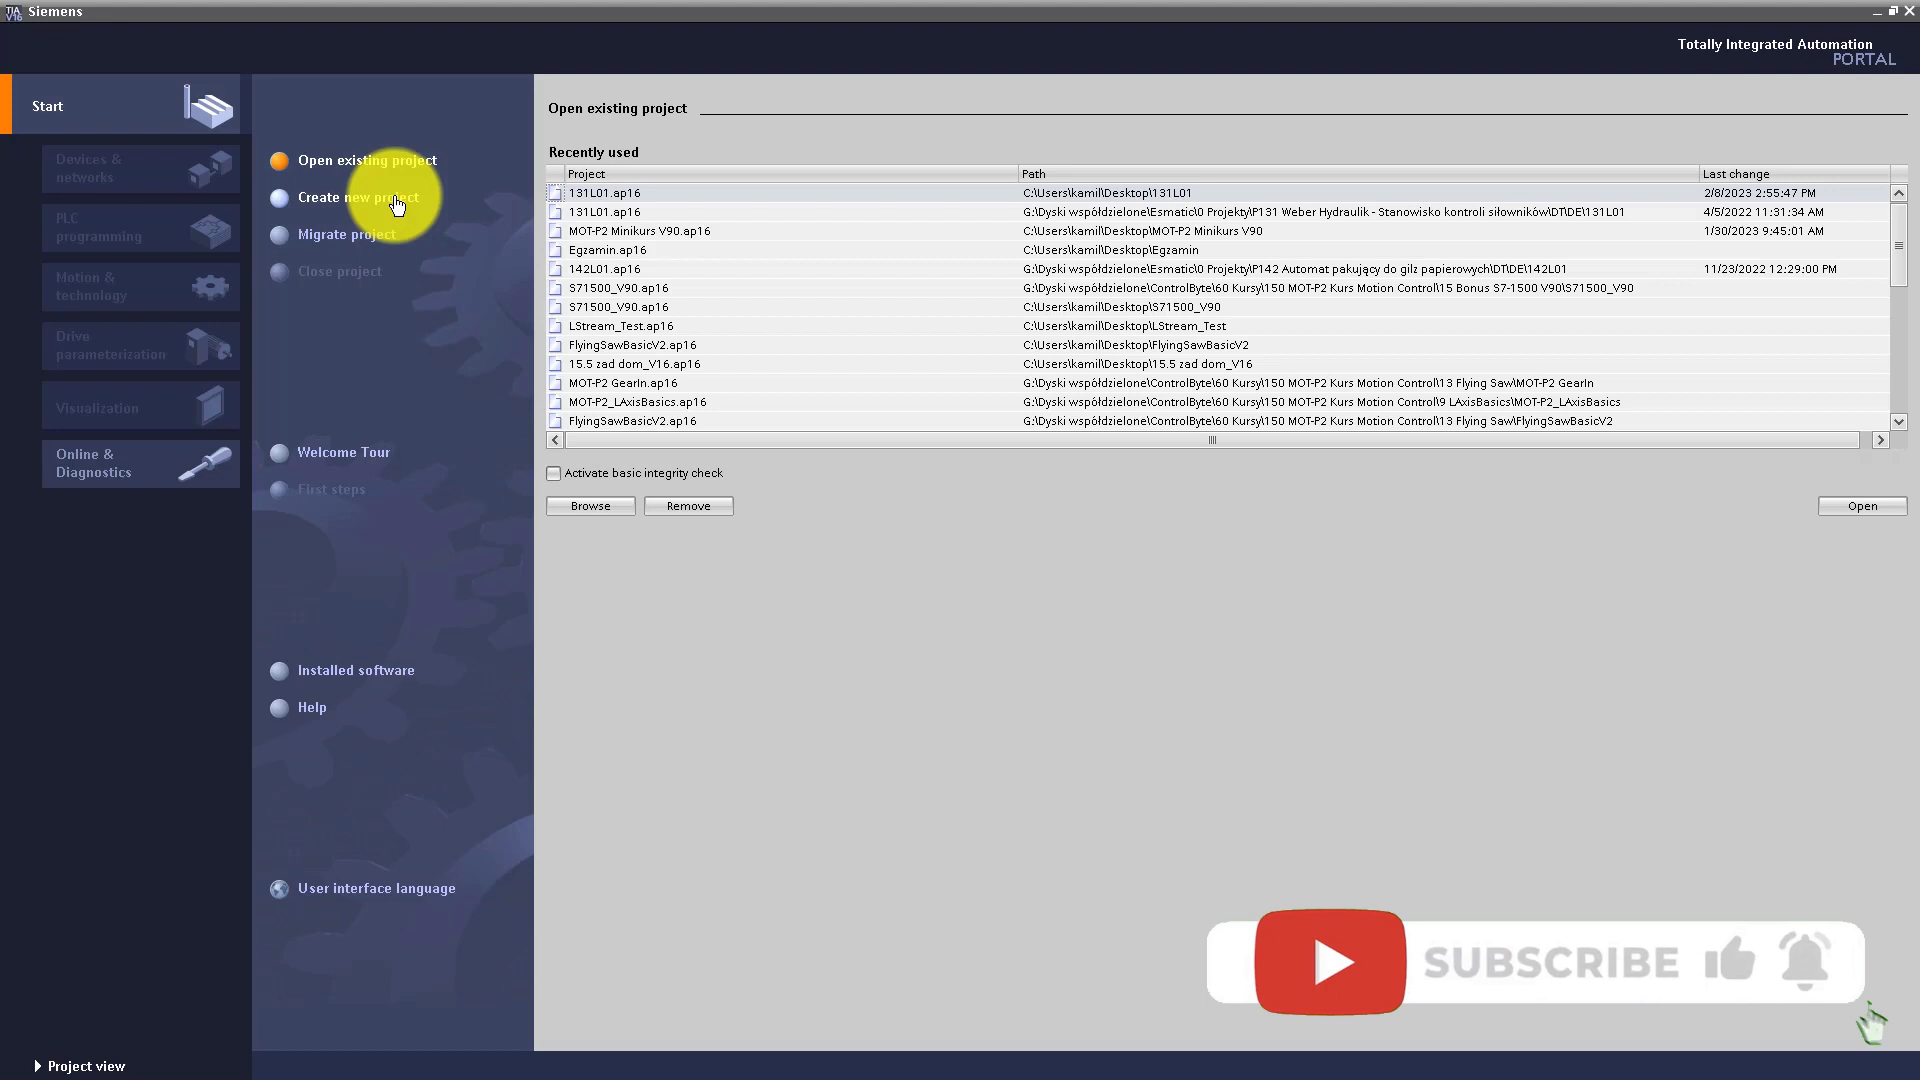 TIA V16 Siemens
Totally Integrated Automation
PORTAL
Start
Devices &
networks
PLC
programming
Motion &
technology
Drive
parameterization
Visualization
Online &
Diagnostics
Project view
Open existing project
Create new project
Migrate project
Close project
Welcome Tour
First steps
Installed software
Help
User interface language
Open existing project
Recently used
Project Path Last change
131L01.ap16 C:\Users\kamil\Desktop\131L01 2/8/2023 2:55:47 PM
131L01.ap16 G:\Dyski współdzielone\Esmatic\0 Projekty\P131 Weber Hydraulik - Stanowisko kontroli siłowników\DT\DE\131L01 4/5/2022 11:31:34 AM
MOT-P2 Minikurs V90.ap16 C:\Users\kamil\Desktop\MOT-P2 Minikurs V90 1/30/2023 9:45:01 AM
Egzamin.ap16 C:\Users\kamil\Desktop\Egzamin
142L01.ap16 G:\Dyski współdzielone\Esmatic\0 Projekty\P142 Automat pakujący do gilz papierowych\DT\DE\142L01 11/23/2022 12:29:00 PM
S71500_V90.ap16 G:\Dyski współdzielone\ControlByte\60 Kursy\150 MOT-P2 Kurs Motion Control\15 Bonus S7-1500 V90\S71500_V90
S71500_V90.ap16 C:\Users\kamil\Desktop\S71500_V90
LStream_Test.ap16 C:\Users\kamil\Desktop\LStream_Test
FlyingSawBasicV2.ap16 C:\Users\kamil\Desktop\FlyingSawBasicV2
15.5 zad dom_V16.ap16 C:\Users\kamil\Desktop\15.5 zad dom_V16
MOT-P2 GearIn.ap16 G:\Dyski współdzielone\ControlByte\60 Kursy\150 MOT-P2 Kurs Motion Control\13 Flying Saw\MOT-P2 GearIn
MOT-P2_LAxisBasics.ap16 G:\Dyski współdzielone\ControlByte\60 Kursy\150 MOT-P2 Kurs Motion Control\9 LAxisBasics\MOT-P2_LAxisBasics
FlyingSawBasicV2.ap16 G:\Dyski współdzielone\ControlByte\60 Kursy\150 MOT-P2 Kurs Motion Control\13 Flying Saw\FlyingSawBasicV2
Activate basic integrity check
Browse Remove Open
SUBSCRIBE